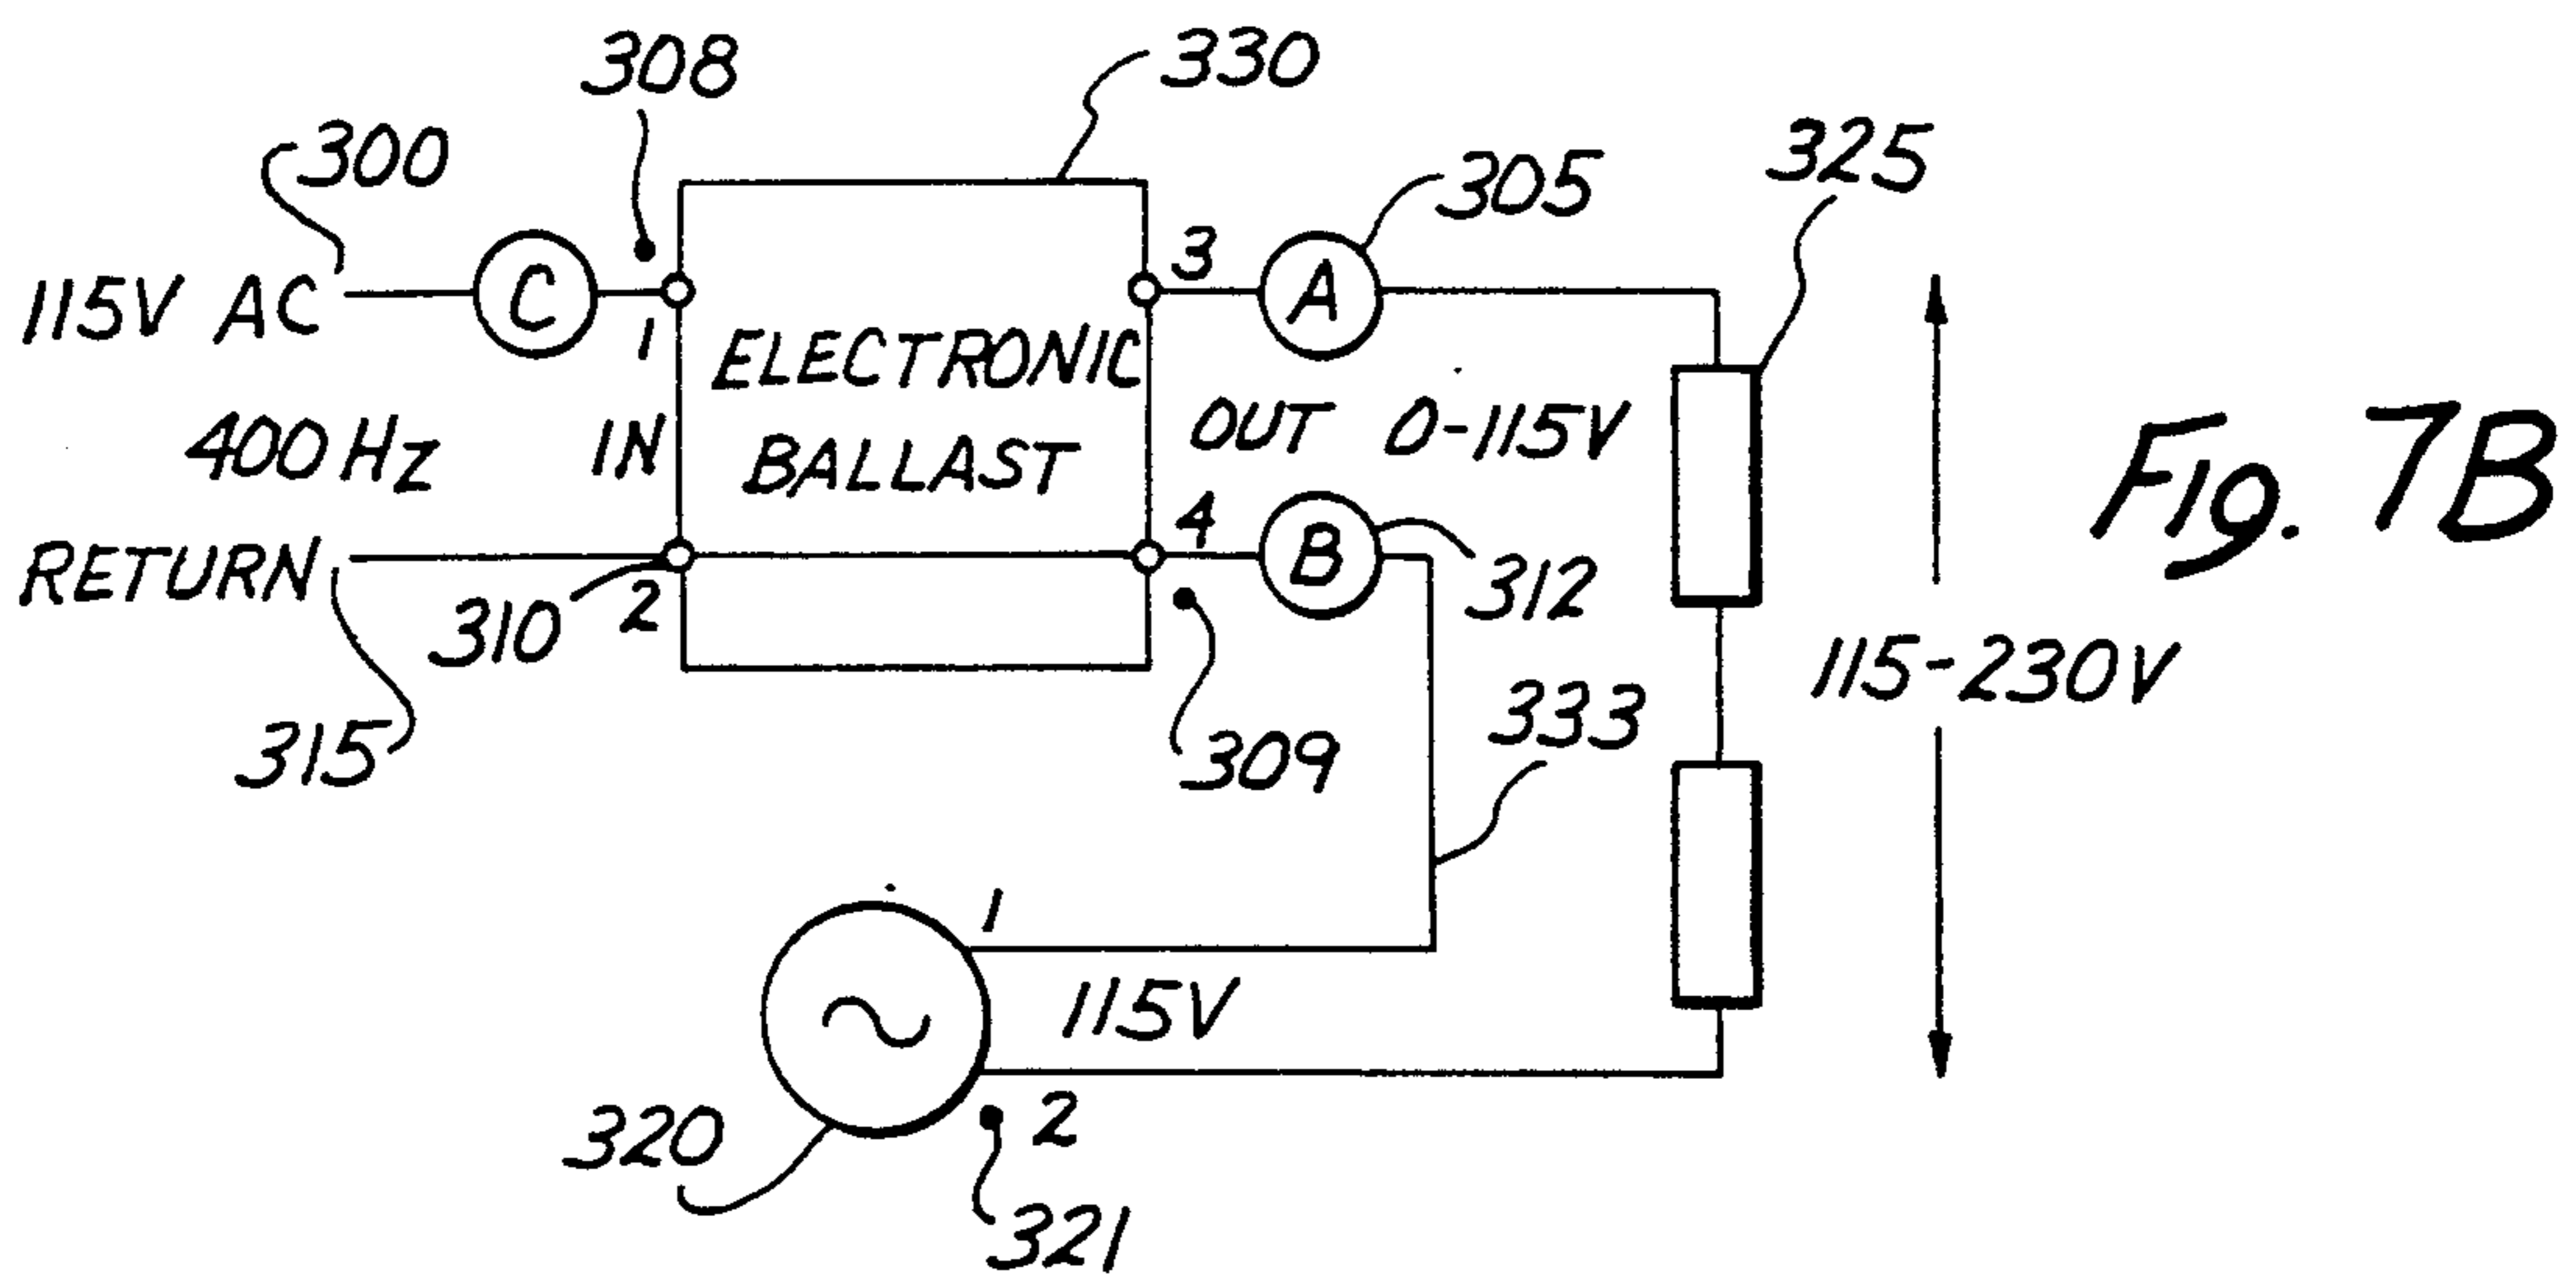 308
330
300
305
325
115V AC
C
1
3
A
ELECTRONIC
BALLAST
400 Hz
IN
OUT 0-115V
Fig. 7B
RETURN
310
2
4
B
312
115-230V
315
309
333
1
115V
2
320
321